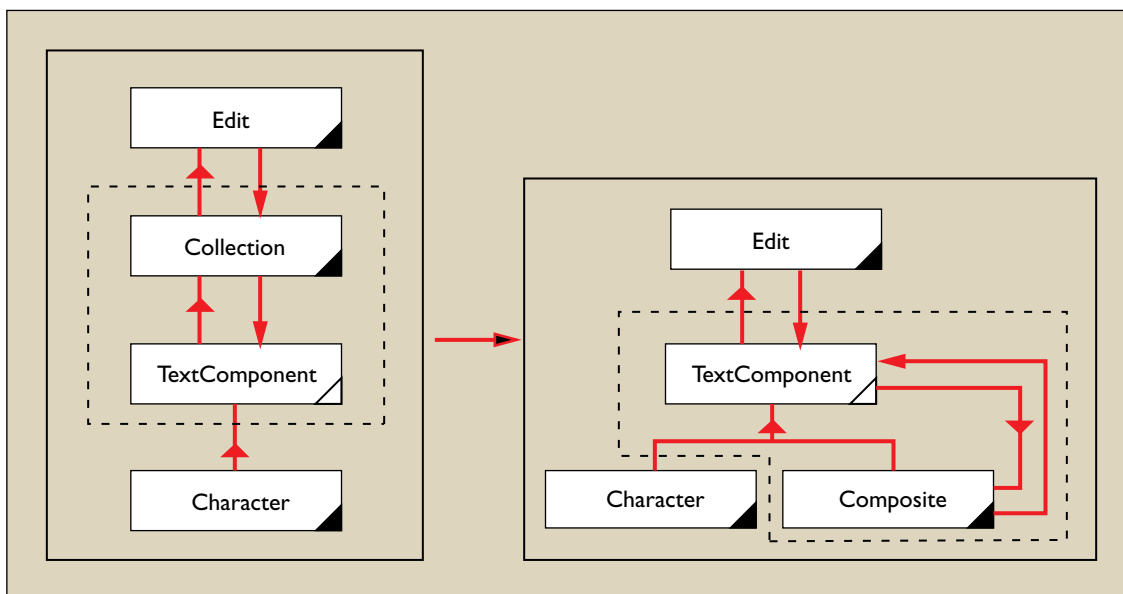 Edit
Collection
TextComponent
Character
Edit
TextComponent
Character
Composite